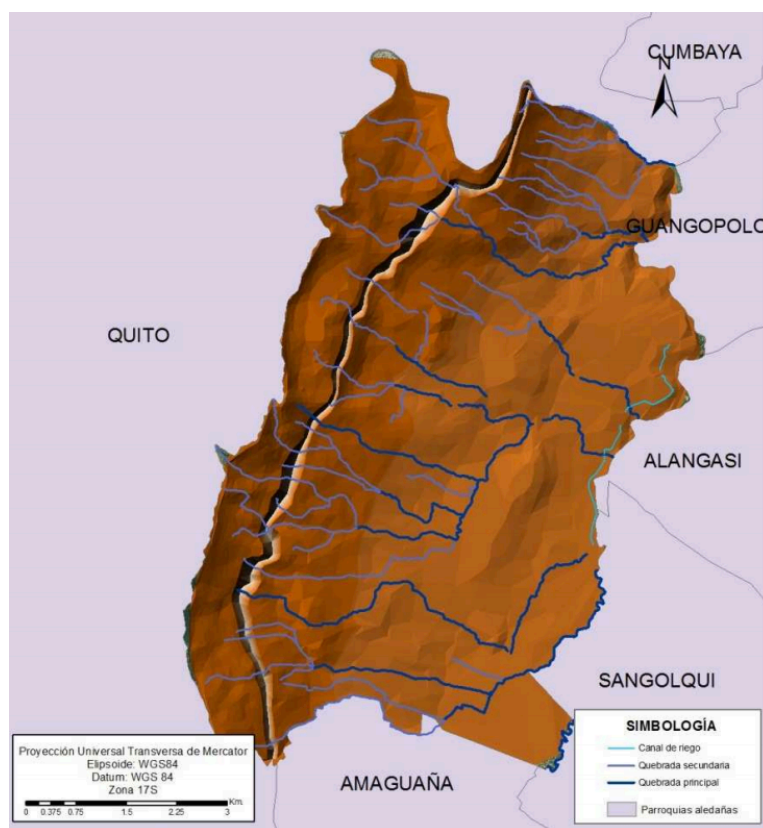 CUMBAYA
N
GUANGOPOLO
QUITO
ALANGASI
SANGOLQUI
AMAGUAÑA
Proyección Universal Transversa de Mercator
Elipsoide: WGS84
Datum: WGS 84
Zona 17S
Km
0 0.375 0.75 1.5 2.25 3
SIMBOLOGÍA
Canal de riego
Quebrada secundaria
Quebrada principal
Parroquias aledañas